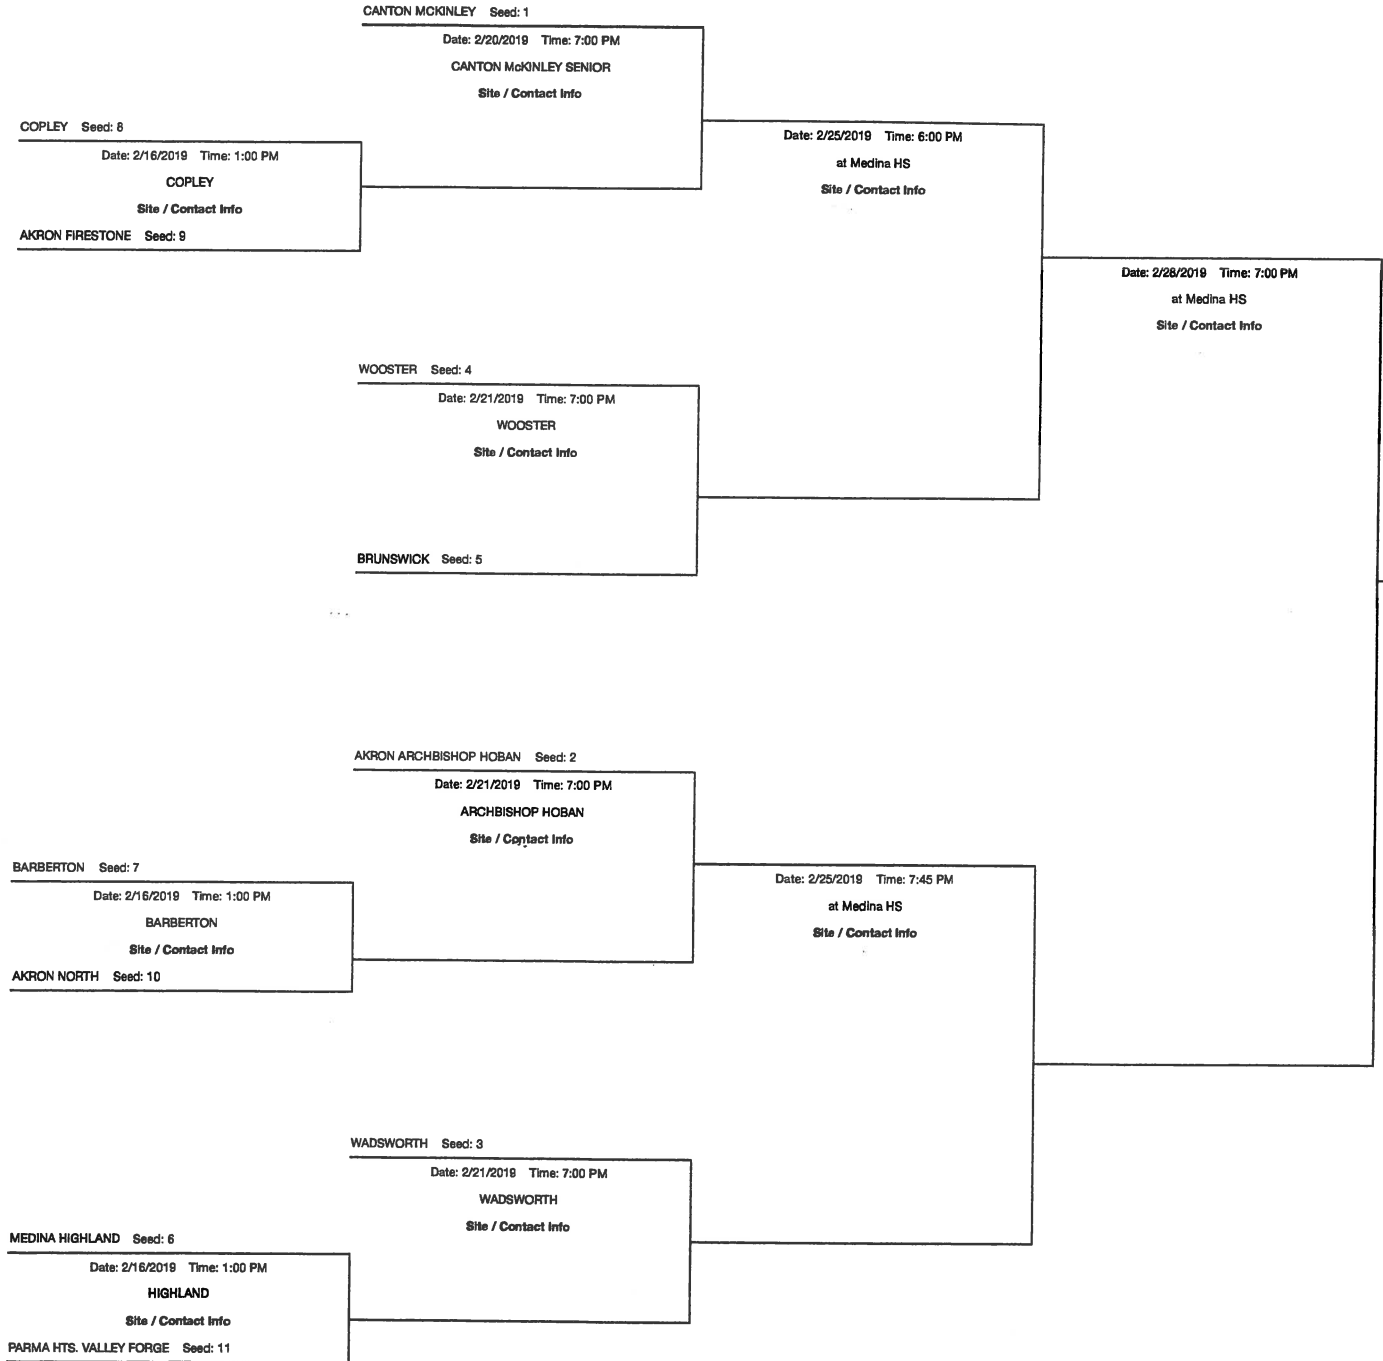 CANTON MCKINLEY Seed: 1
Date: 2/20/2019 Time: 7:00 PM
CANTON McKINLEY SENIOR
Site / Contact Info
COPLEY Seed: 8
Date: 2/16/2019 Time: 1:00 PM
COPLEY
Site / Contact Info
AKRON FIRESTONE Seed: 9
Date: 2/25/2019 Time: 6:00 PM
at Medina HS
Site / Contact Info
Date: 2/28/2019 Time: 7:00 PM
at Medina HS
Site / Contact Info
WOOSTER Seed: 4
Date: 2/21/2019 Time: 7:00 PM
WOOSTER
Site / Contact Info
BRUNSWICK Seed: 5
AKRON ARCHBISHOP HOBAN Seed: 2
Date: 2/21/2019 Time: 7:00 PM
ARCHBISHOP HOBAN
Site / Contact Info
BARBERTON Seed: 7
Date: 2/16/2019 Time: 1:00 PM
BARBERTON
Site / Contact Info
AKRON NORTH Seed: 10
Date: 2/25/2019 Time: 7:45 PM
at Medina HS
Site / Contact Info
WADSWORTH Seed: 3
Date: 2/21/2019 Time: 7:00 PM
WADSWORTH
Site / Contact Info
MEDINA HIGHLAND Seed: 6
Date: 2/16/2019 Time: 1:00 PM
HIGHLAND
Site / Contact Info
PARMA HTS. VALLEY FORGE Seed: 11